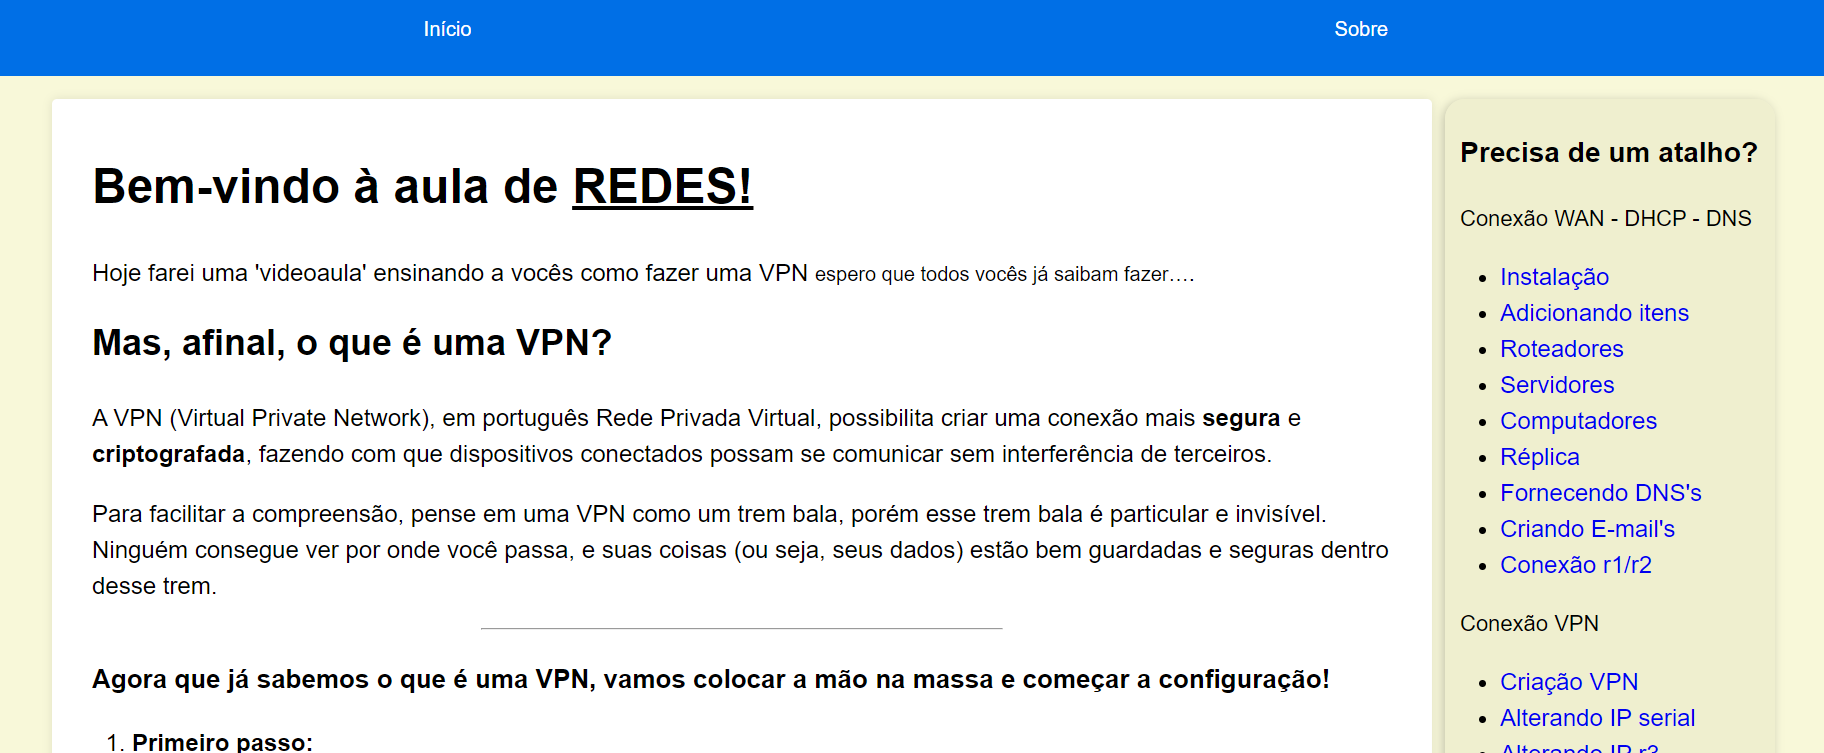 Início
Sobre
Bem-vindo à aula de REDES!
Hoje farei uma 'videoaula' ensinando a vocês como fazer uma VPN espero que todos vocês já saibam fazer....
Mas, afinal, o que é uma VPN?
A VPN (Virtual Private Network), em português Rede Privada Virtual, possibilita criar uma conexão mais segura e
criptografada, fazendo com que dispositivos conectados possam se comunicar sem interferência de terceiros.
Para facilitar a compreensão, pense em uma VPN como um trem bala, porém esse trem bala é particular e invisível.
Ninguém consegue ver por onde você passa, e suas coisas (ou seja, seus dados) estão bem guardadas e seguras dentro
desse trem.
Agora que já sabemos o que é uma VPN, vamos colocar a mão na massa e começar a configuração!
1. Primeiro passo:
Precisa de um atalho?
Conexão WAN - DHCP - DNS
• Instalação
• Adicionando itens
• Roteadores
• Servidores
• Computadores
• Réplica
• Fornecendo DNS's
• Criando E-mail's
• Conexão r1/r2
Conexão VPN
• Criação VPN
• Alterando IP serial
• Alterando IP r3